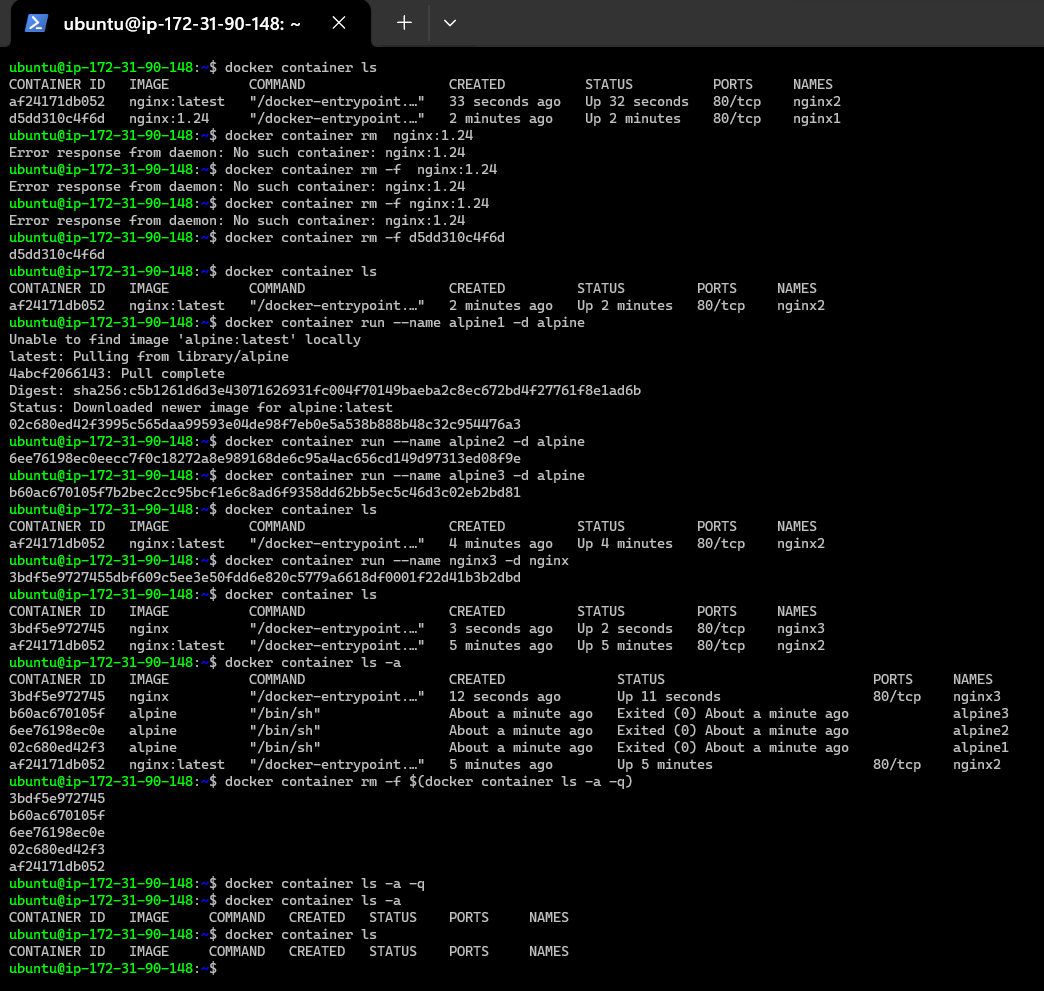 ubuntu@ip-172-31-90-148: ~
ubuntu@ip-172-31-90-148:~$ docker container ls
CONTAINER ID   IMAGE          COMMAND                  CREATED          STATUS          PORTS     NAMES
af24171db052   nginx:latest   "/docker-entrypoint.…"   33 seconds ago   Up 32 seconds   80/tcp    nginx2
d5dd310c4f6d   nginx:1.24     "/docker-entrypoint.…"   2 minutes ago    Up 2 minutes    80/tcp    nginx1
ubuntu@ip-172-31-90-148:~$ docker container rm  nginx:1.24
Error response from daemon: No such container: nginx:1.24
ubuntu@ip-172-31-90-148:~$ docker container rm -f  nginx:1.24
Error response from daemon: No such container: nginx:1.24
ubuntu@ip-172-31-90-148:~$ docker container rm -f nginx:1.24
Error response from daemon: No such container: nginx:1.24
ubuntu@ip-172-31-90-148:~$ docker container rm -f d5dd310c4f6d
d5dd310c4f6d
ubuntu@ip-172-31-90-148:~$ docker container ls
CONTAINER ID   IMAGE          COMMAND                  CREATED         STATUS         PORTS     NAMES
af24171db052   nginx:latest   "/docker-entrypoint.…"   2 minutes ago   Up 2 minutes   80/tcp    nginx2
ubuntu@ip-172-31-90-148:~$ docker container run --name alpine1 -d alpine
Unable to find image 'alpine:latest' locally
latest: Pulling from library/alpine
4abcf2066143: Pull complete
Digest: sha256:c5b1261d6d3e43071626931fc004f70149baeba2c8ec672bd4f27761f8e1ad6b
Status: Downloaded newer image for alpine:latest
02c680ed42f3995c565daa99593e04de98f7eb0e5a538b888b48c32c954476a3
ubuntu@ip-172-31-90-148:~$ docker container run --name alpine2 -d alpine
6ee76198ec0eecc7f0c18272a8e989168de6c95a4ac656cd149d97313ed08f9e
ubuntu@ip-172-31-90-148:~$ docker container run --name alpine3 -d alpine
b60ac670105f7b2bec2cc95bcf1e6c8ad6f9358dd62bb5ec5c46d3c02eb2bd81
ubuntu@ip-172-31-90-148:~$ docker container ls
CONTAINER ID   IMAGE          COMMAND                  CREATED         STATUS         PORTS     NAMES
af24171db052   nginx:latest   "/docker-entrypoint.…"   4 minutes ago   Up 4 minutes   80/tcp    nginx2
ubuntu@ip-172-31-90-148:~$ docker container run --name nginx3 -d nginx
3bdf5e9727455dbf609c5ee3e50fdd6e820c5779a6618df0001f22d41b3b2dbd
ubuntu@ip-172-31-90-148:~$ docker container ls
CONTAINER ID   IMAGE          COMMAND                  CREATED         STATUS         PORTS     NAMES
3bdf5e972745   nginx          "/docker-entrypoint.…"   3 seconds ago   Up 2 seconds   80/tcp    nginx3
af24171db052   nginx:latest   "/docker-entrypoint.…"   5 minutes ago   Up 5 minutes   80/tcp    nginx2
ubuntu@ip-172-31-90-148:~$ docker container ls -a
CONTAINER ID   IMAGE          COMMAND                  CREATED              STATUS                          PORTS     NAMES
3bdf5e972745   nginx          "/docker-entrypoint.…"   12 seconds ago       Up 11 seconds                   80/tcp    nginx3
b60ac670105f   alpine         "/bin/sh"                About a minute ago   Exited (0) About a minute ago             alpine3
6ee76198ec0e   alpine         "/bin/sh"                About a minute ago   Exited (0) About a minute ago             alpine2
02c680ed42f3   alpine         "/bin/sh"                About a minute ago   Exited (0) About a minute ago             alpine1
af24171db052   nginx:latest   "/docker-entrypoint.…"   5 minutes ago        Up 5 minutes                    80/tcp    nginx2
ubuntu@ip-172-31-90-148:~$ docker container rm -f $(docker container ls -a -q)
3bdf5e972745
b60ac670105f
6ee76198ec0e
02c680ed42f3
af24171db052
ubuntu@ip-172-31-90-148:~$ docker container ls -a -q
ubuntu@ip-172-31-90-148:~$ docker container ls -a
CONTAINER ID   IMAGE     COMMAND   CREATED   STATUS    PORTS     NAMES
ubuntu@ip-172-31-90-148:~$ docker container ls
CONTAINER ID   IMAGE     COMMAND   CREATED   STATUS    PORTS     NAMES
ubuntu@ip-172-31-90-148:~$